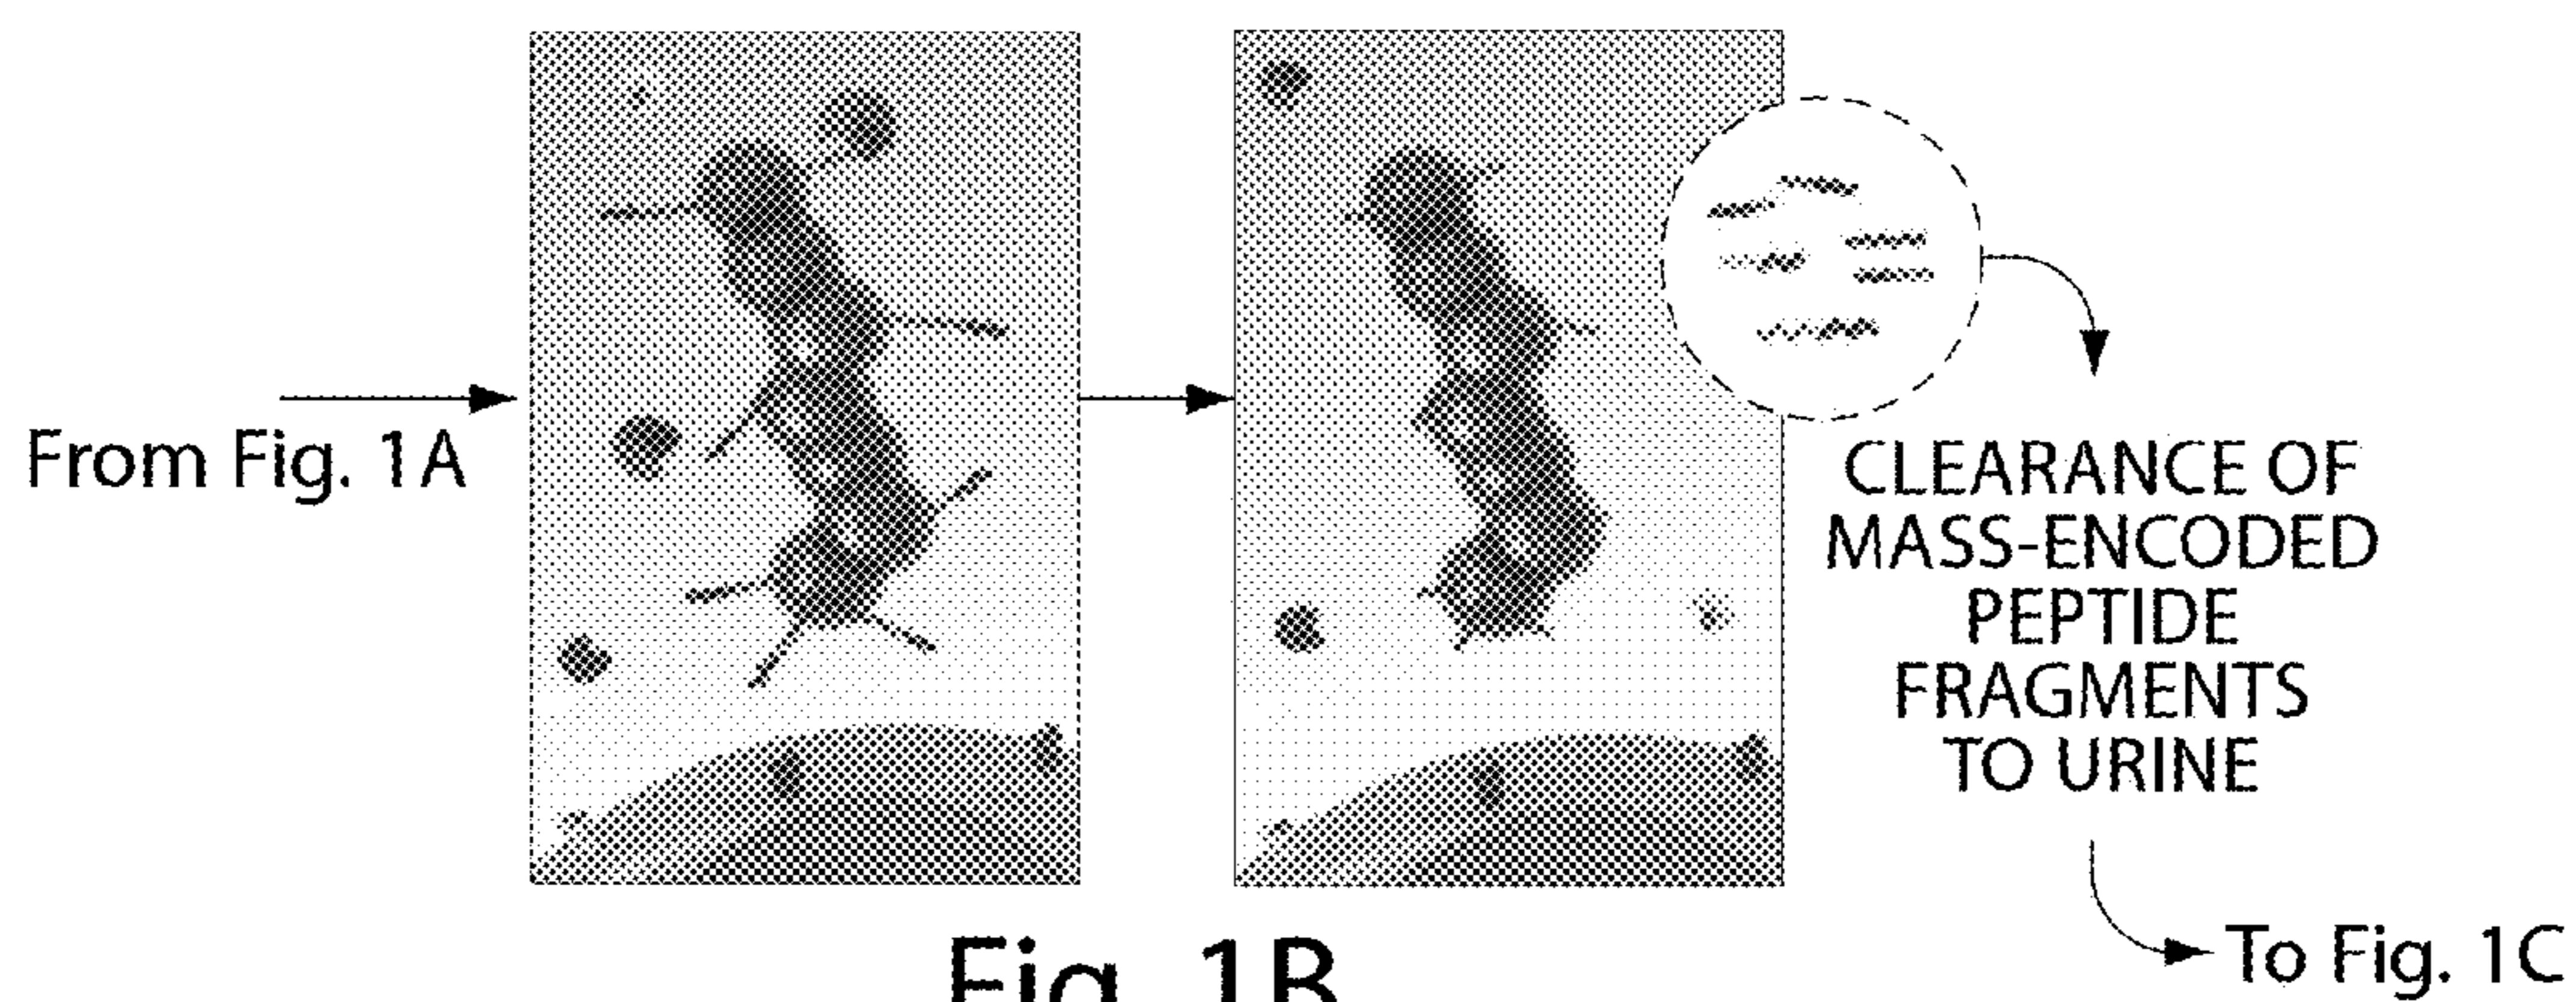 From Fig. 1A
CLEARANCE OF
MASS-ENCODED
PEPTIDE
FRAGMENTS
TO URINE
To Fig. 1C
Fig. 1B